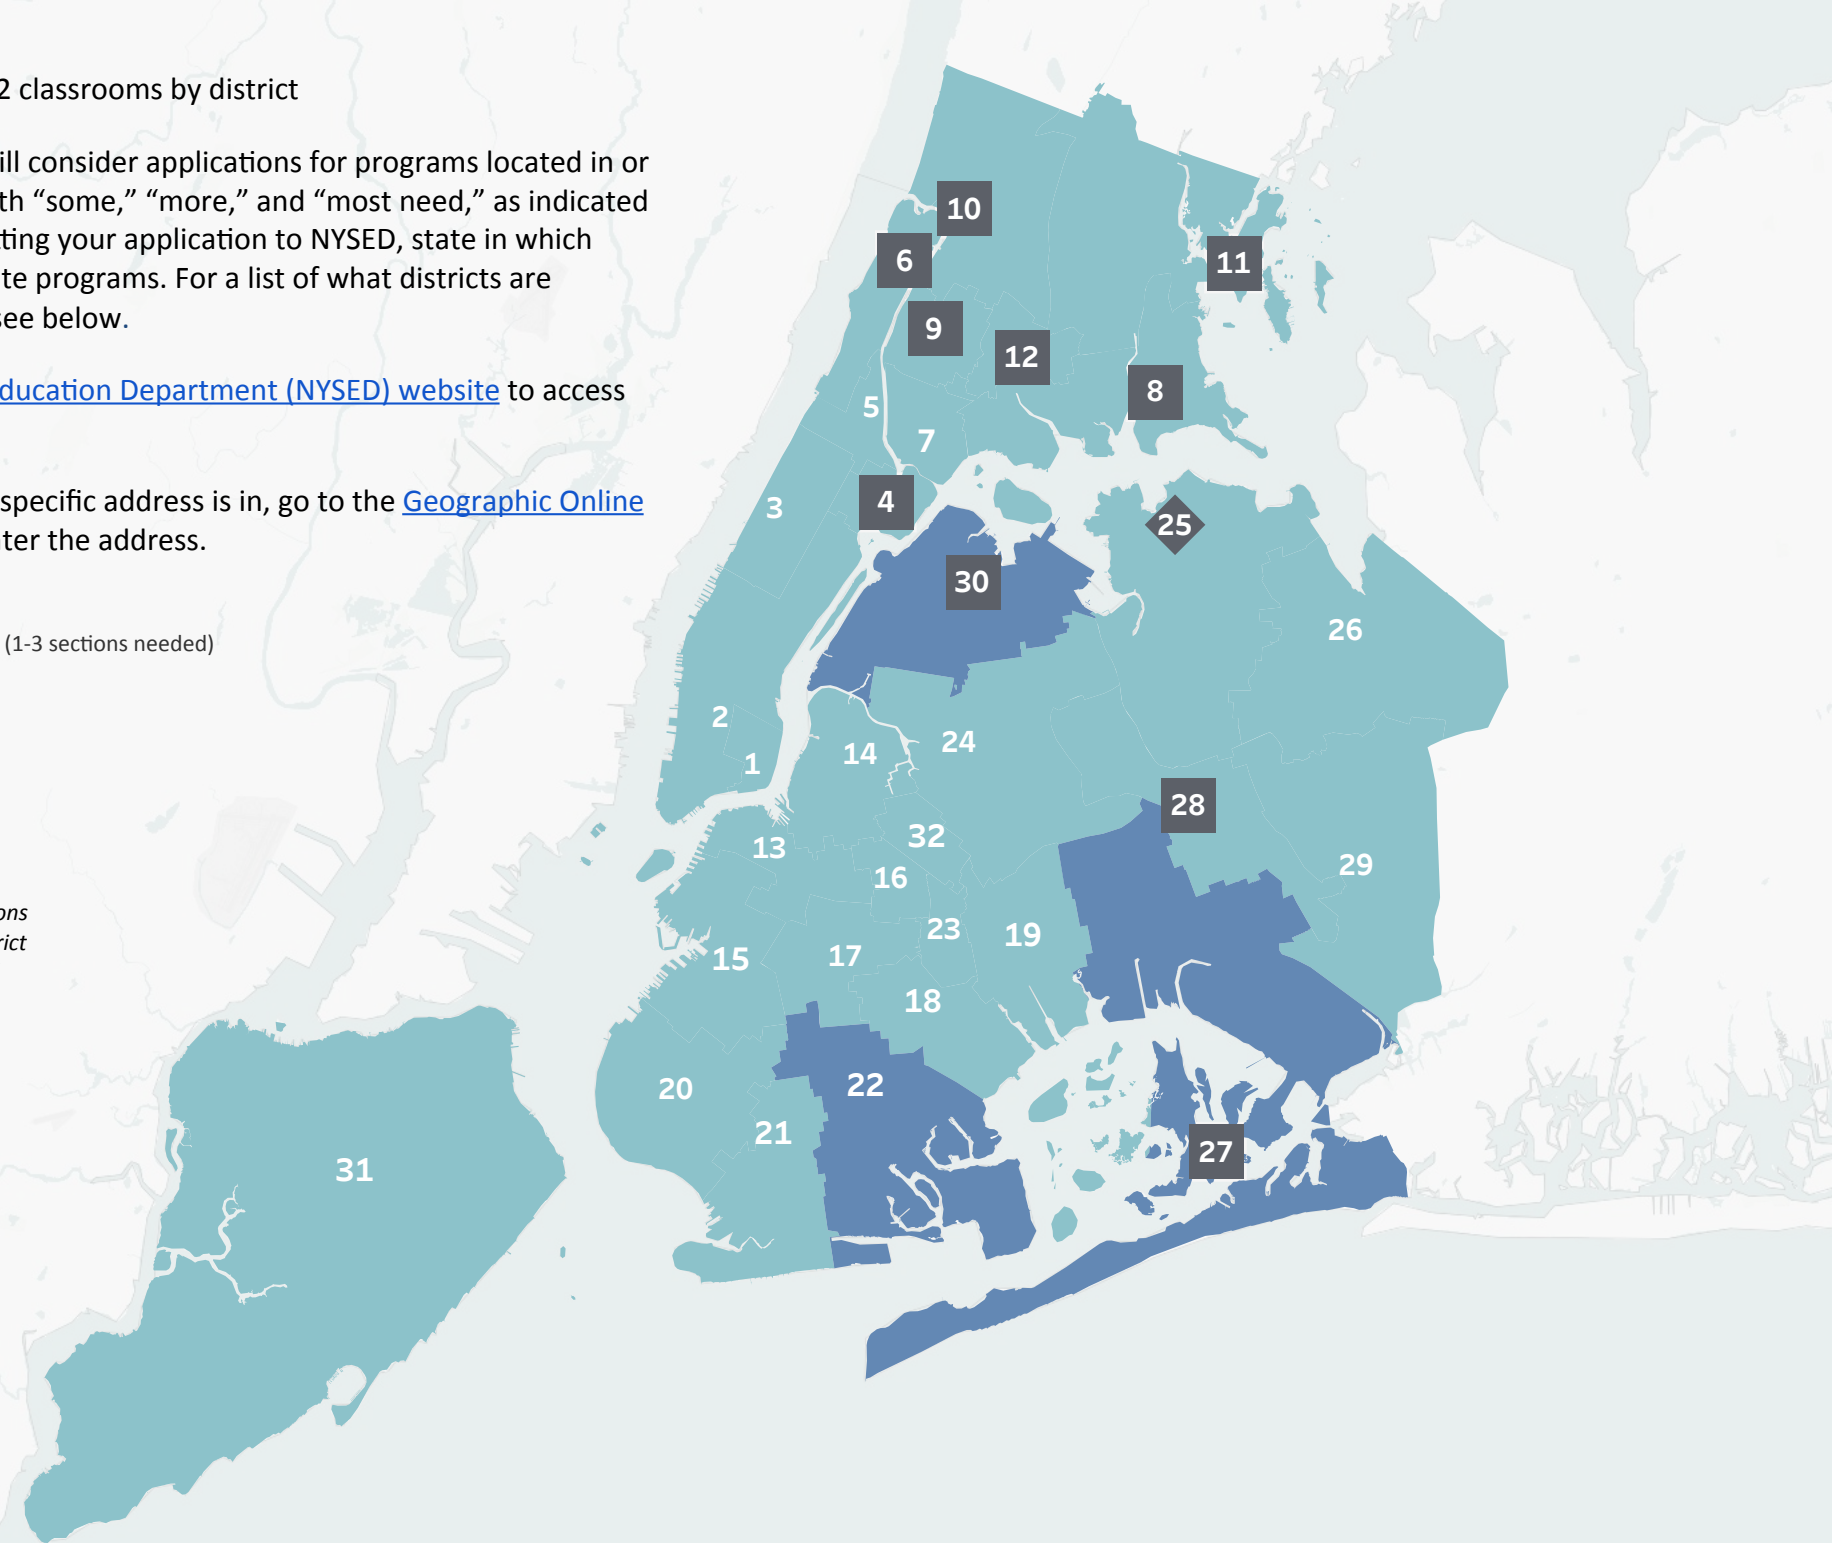 2 classrooms by district
ill consider applications for programs located in or
th “some,” “more,” and “most need,” as indicated
tting your application to NYSED, state in which
te programs. For a list of what districts are
see below.
ducation Department (NYSED) website to access
specific address is in, go to the Geographic Online
ter the address.
(1-3 sections needed)
ons
rict
10
6
11
9
12
8
5
7
4
3
25
30
26
2
1
14
24
28
13
32
29
16
23
19
15
17
18
20
22
21
27
31